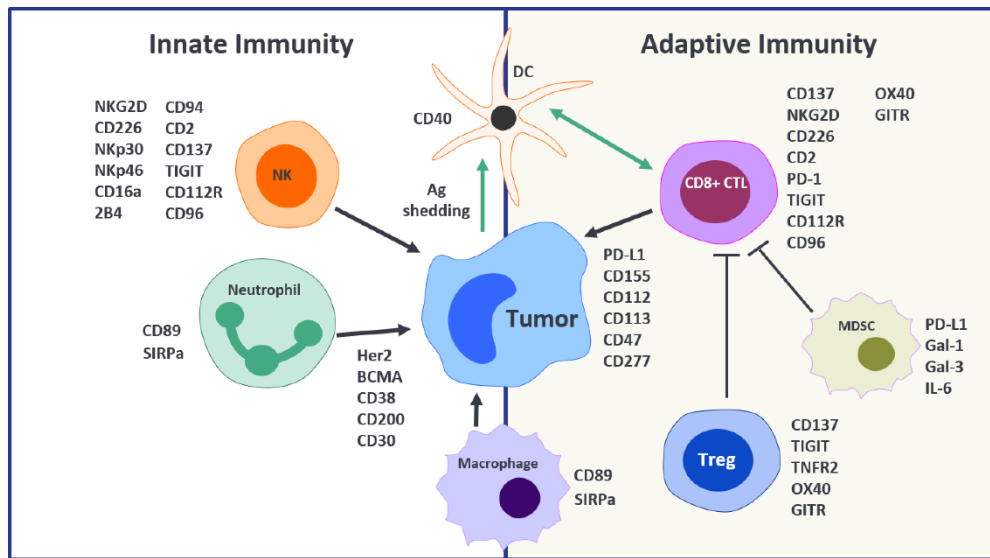 Innate Immunity
Adaptive Immunity
DC
CD40
NKG2D
CD226
NKp30
NKp46
CD16a
2B4
CD94
CD2
CD137
TIGIT
CD112R
CD96
NK
Ag
shedding
CD137
NKG2D
CD226
CD2
PD-1
TIGIT
CD112R
CD96
OX40
GITR
CD8+ CTL
Neutrophil
CD89
SIRPa
Her2
BCMA
CD38
CD200
CD30
Tumor
PD-L1
CD155
CD112
CD113
CD47
CD277
MDSC
PD-L1
Gal-1
Gal-3
IL-6
Macrophage
CD89
SIRPa
Treg
CD137
TIGIT
TNFR2
OX40
GITR